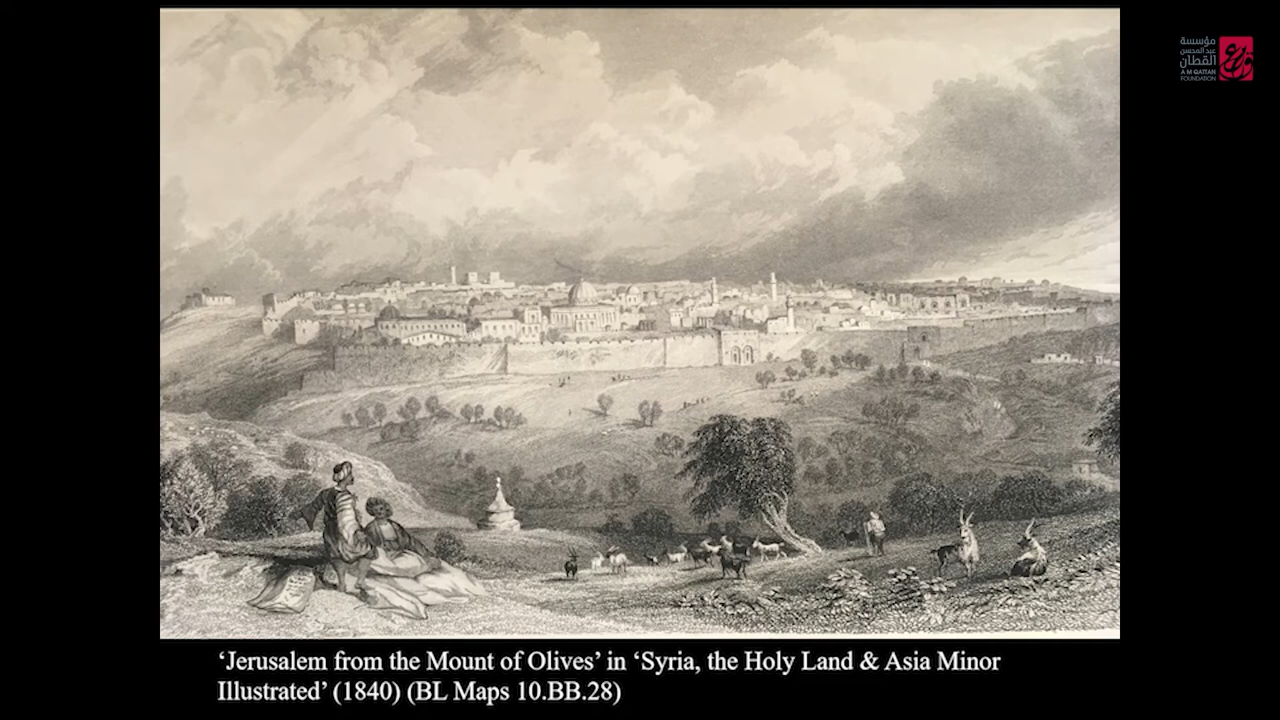 مؤسسة
عبد المحسن
القطان
A M QATTAN
FOUNDATION
‘Jerusalem from the Mount of Olives’ in ‘Syria, the Holy Land & Asia Minor
Illustrated’ (1840) (BL Maps 10.BB.28)